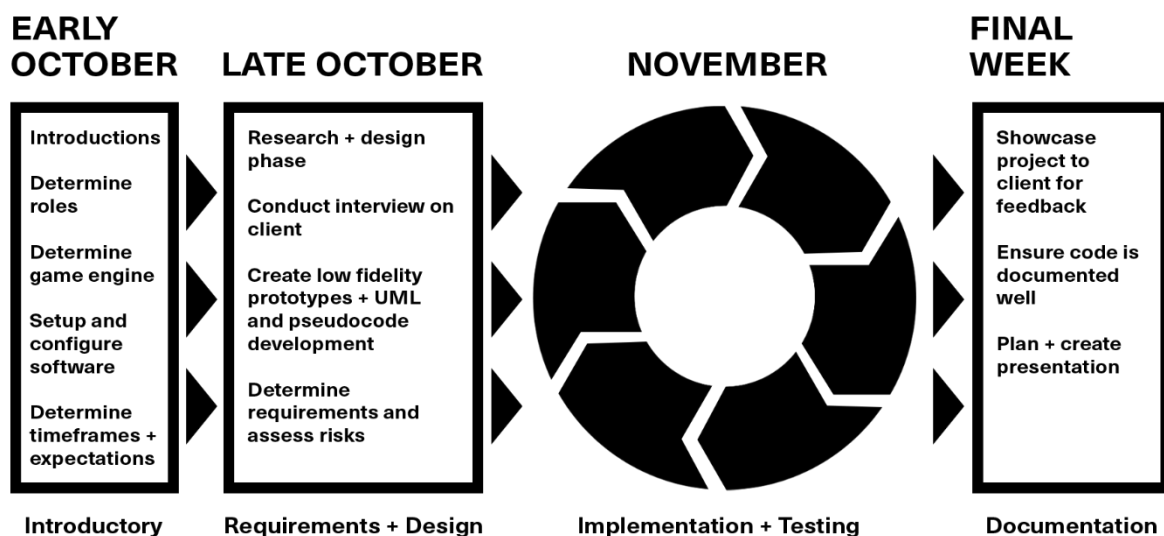 EARLY
OCTOBER
LATE OCTOBER
NOVEMBER
FINAL
WEEK
Introductions
Determine
roles
Determine
game engine
Setup and
configure
software
Determine
timeframes +
expectations
Research + design
phase
Conduct interview on
client
Create low fidelity
prototypes + UML
and pseudocode
development
Determine
requirements and
assess risks
Showcase
project to
client for
feedback
Ensure code is
documented
well
Plan + create
presentation
Introductory
Requirements + Design
Implementation + Testing
Documentation